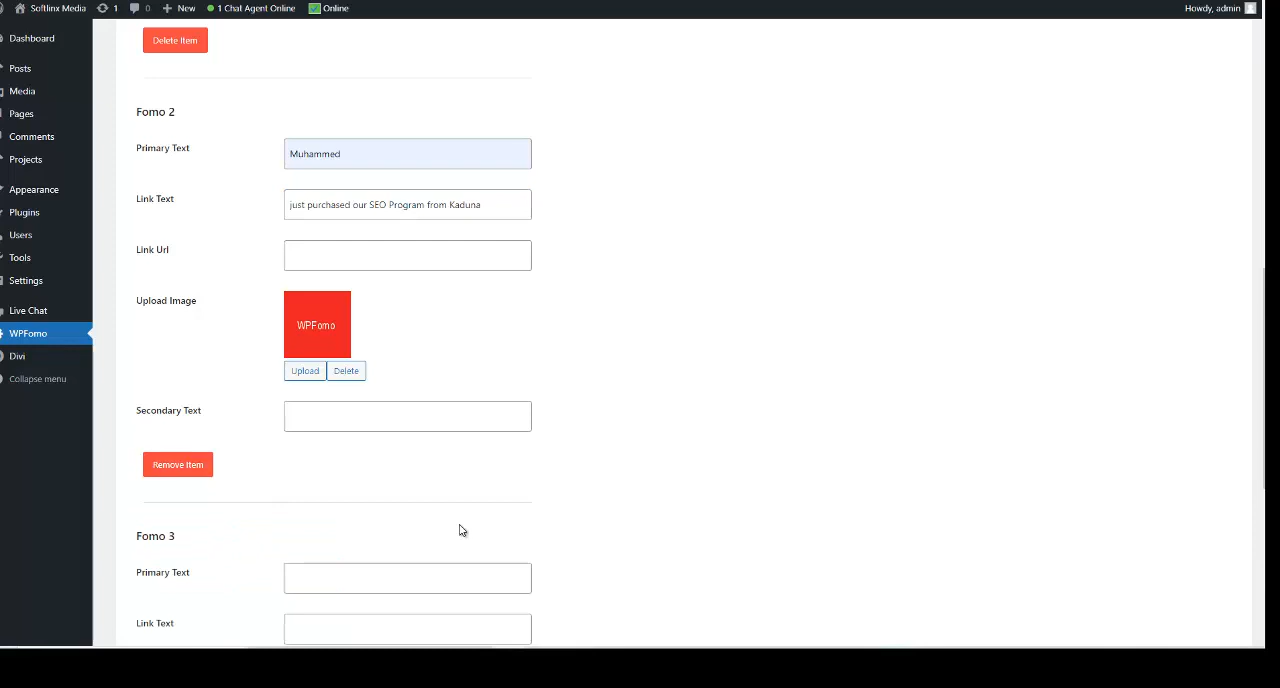 Softlinx Media 1 0 New 1 Chat Agent Online Online Howdy, admin
Dashboard
Posts
Media
Pages
Comments
Projects
Appearance
Plugins
Users
Tools
Settings
Live Chat
WPFomo
Divi
Collapse menu
Delete Item
Fomo 2
Primary Text
Muhammed
Link Text
just purchased our SEO Program from Kaduna
Link Url
Upload Image
WPFomo
Upload Delete
Secondary Text
Remove Item
Fomo 3
Primary Text
Link Text